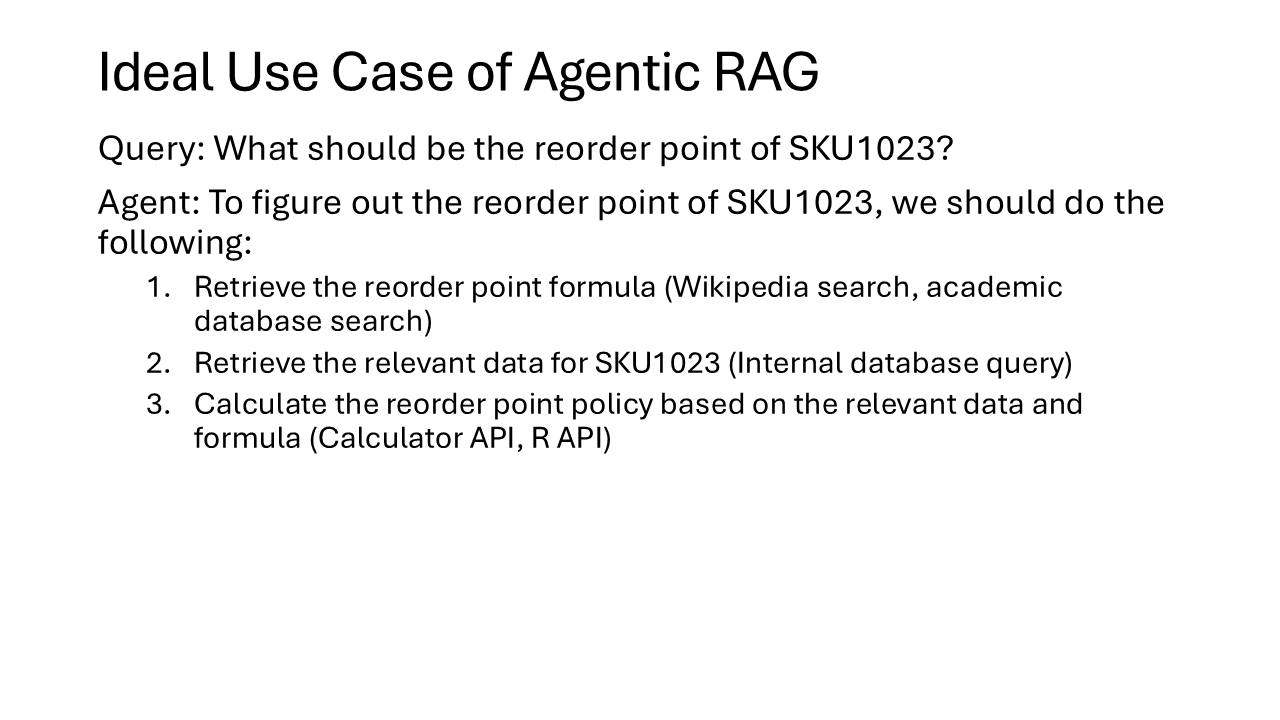 Ideal Use Case of Agentic RAG
Query: What should be the reorder point of SKU1023?
Agent: To figure out the reorder point of SKU1023, we should do the
following:
1. Retrieve the reorder point formula (Wikipedia search, academic
database search)
2. Retrieve the relevant data for SKU1023 (Internal database query)
3. Calculate the reorder point policy based on the relevant data and
formula (Calculator API, R API)